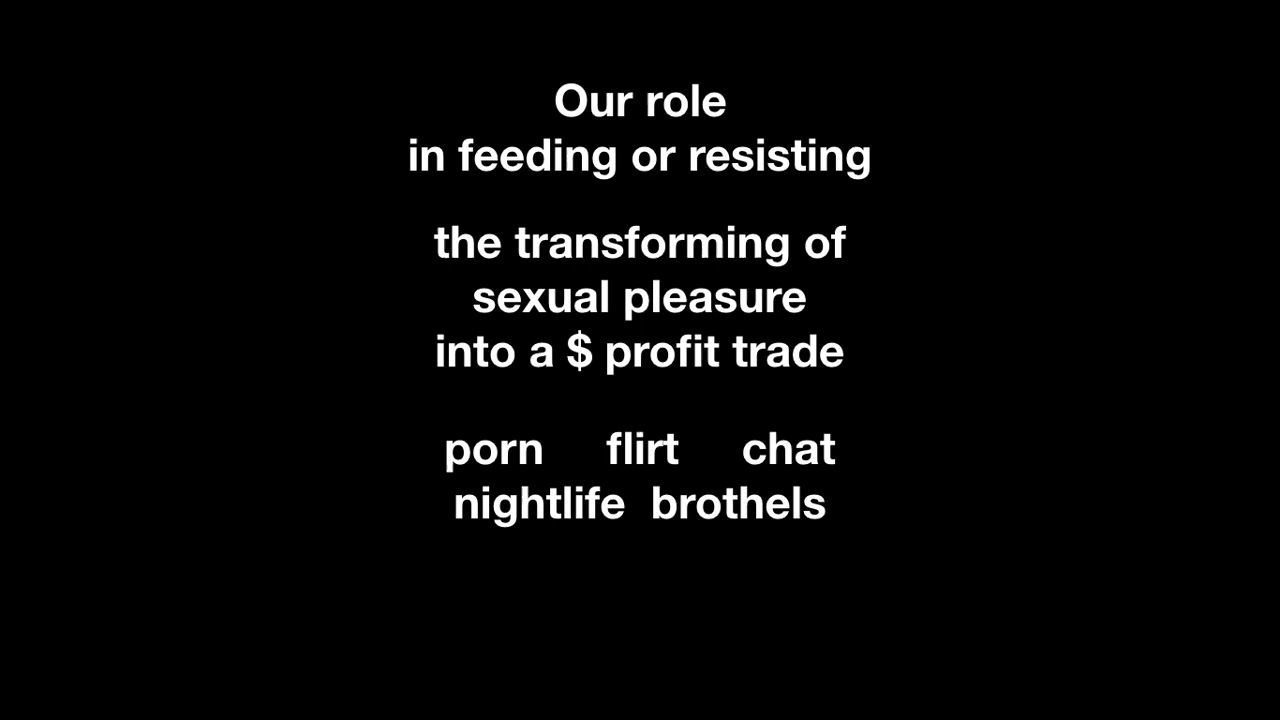 Our role
in feeding or resisting
the transforming of
sexual pleasure
into a $ profit trade
porn flirt chat
nightlife brothels